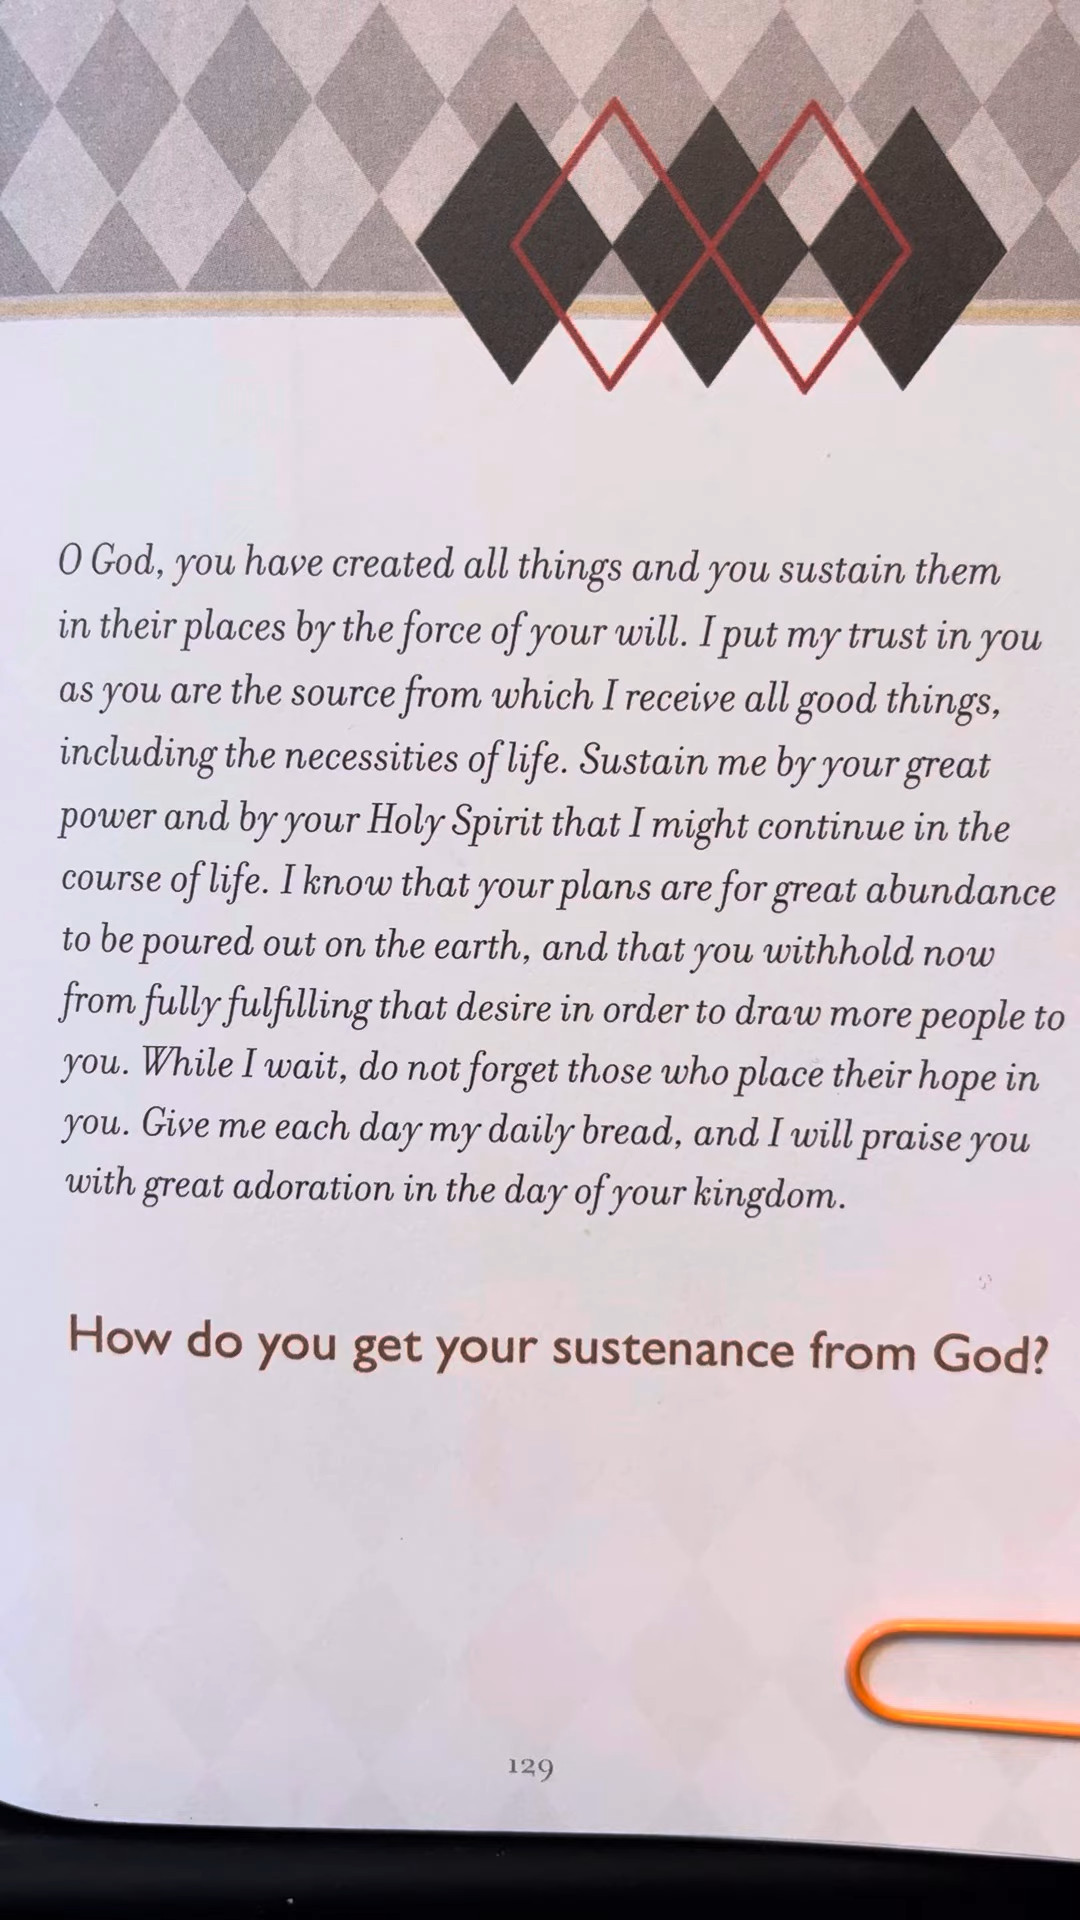 O God, you have created all things and you sustain them
in their places by the force of your will. I put my trust in you
as you are the source from which I receive all good things,
including the necessities of life. Sustain me by your great
power and by your Holy Spirit that I might continue in the
course of life. I know that your plans are for great abundance
to be poured out on the earth, and that you withhold now
from fully fulfilling that desire in order to draw more people to
you. While I wait, do not forget those who place their hope in
you. Give me each day my daily bread, and I will praise you
with great adoration in the day of your kingdom.
How do you get your sustenance from God?
129